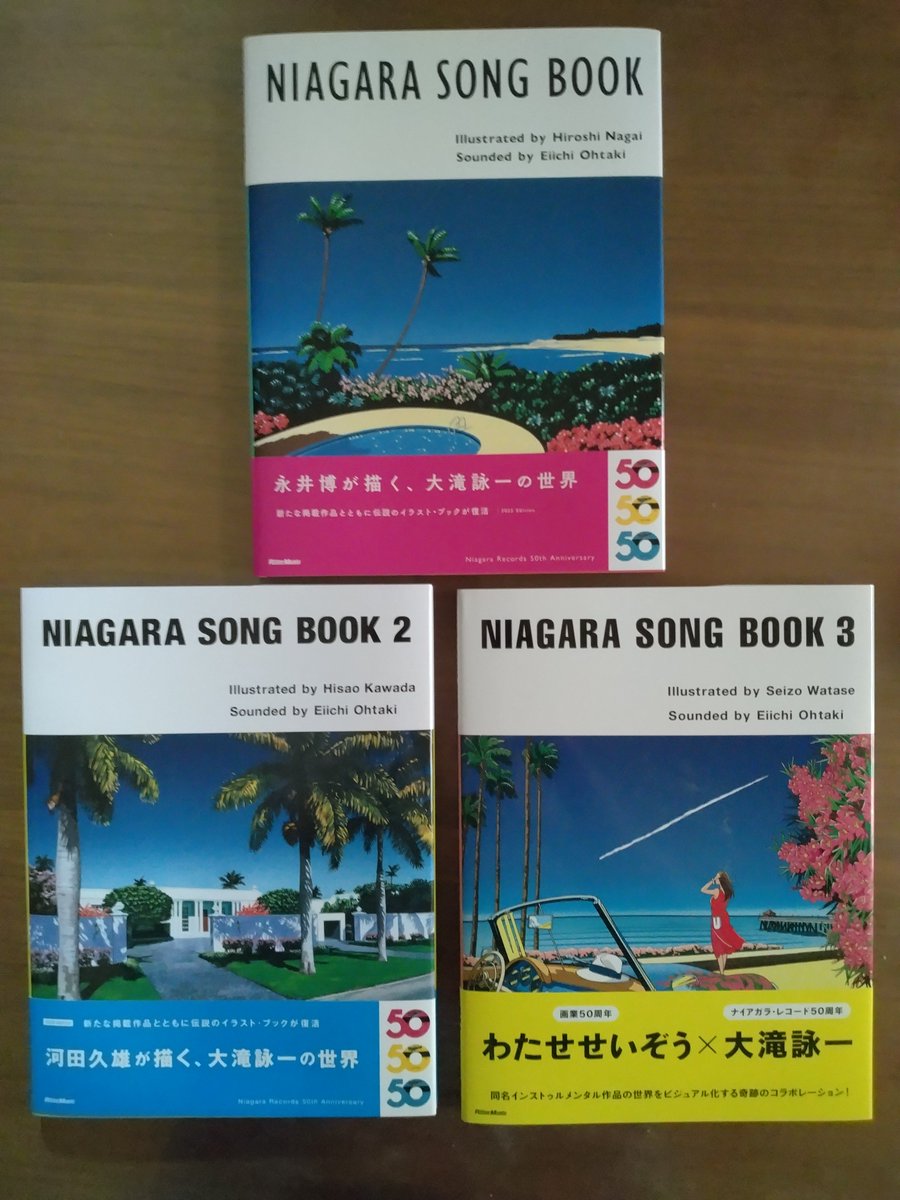 NIAGARA SONG BOOK
Illustrated by Hiroshi Nagai
Sounded by Eiichi Ohtaki
永井博が描く、大滝詠一の世界
新たな掲載作品とともに伝説のイラスト・ブックが復活
50
50
50
Niagara Records 50th Anniversary
RittorMusic
NIAGARA SONG BOOK 2
Illustrated by Hisao Kawada
Sounded by Eiichi Ohtaki
新たな掲載作品とともに伝説のイラスト・ブックが復活
河田久雄が描く、大滝詠一の世界
50
50
50
RittorMusic
Niagara Records 50th Anniversary
NIAGARA SONG BOOK 3
Illustrated by Seizo Watase
Sounded by Eiichi Ohtaki
画業50周年
ナイアガラ・レコード50周年
わたせせいぞう×大滝詠一
同名インストゥルメンタル作品の世界をビジュアル化する奇跡のコラボレーション!
RittorMusic